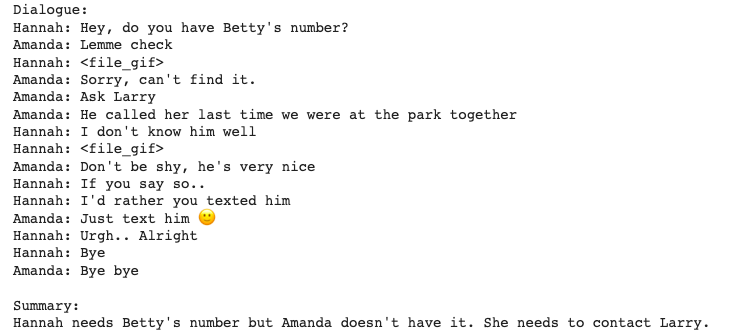 Dialogue:
Hannah: Hey, do you have Betty's number?
Amanda: Lemme check
Hannah: <file_gif>
Amanda: Sorry, can't find it.
Amanda: Ask Larry
Amanda: He called her last time we were at the park together
Hannah: I don't know him well
Hannah: <file_gif>
Amanda: Don't be shy, he's very nice
Hannah: If you say so..
Hannah: I'd rather you texted him
Amanda: Just text him 🙂
Hannah: Urgh.. Alright
Hannah: Bye
Amanda: Bye bye

Summary:
Hannah needs Betty's number but Amanda doesn't have it. She needs to contact Larry.